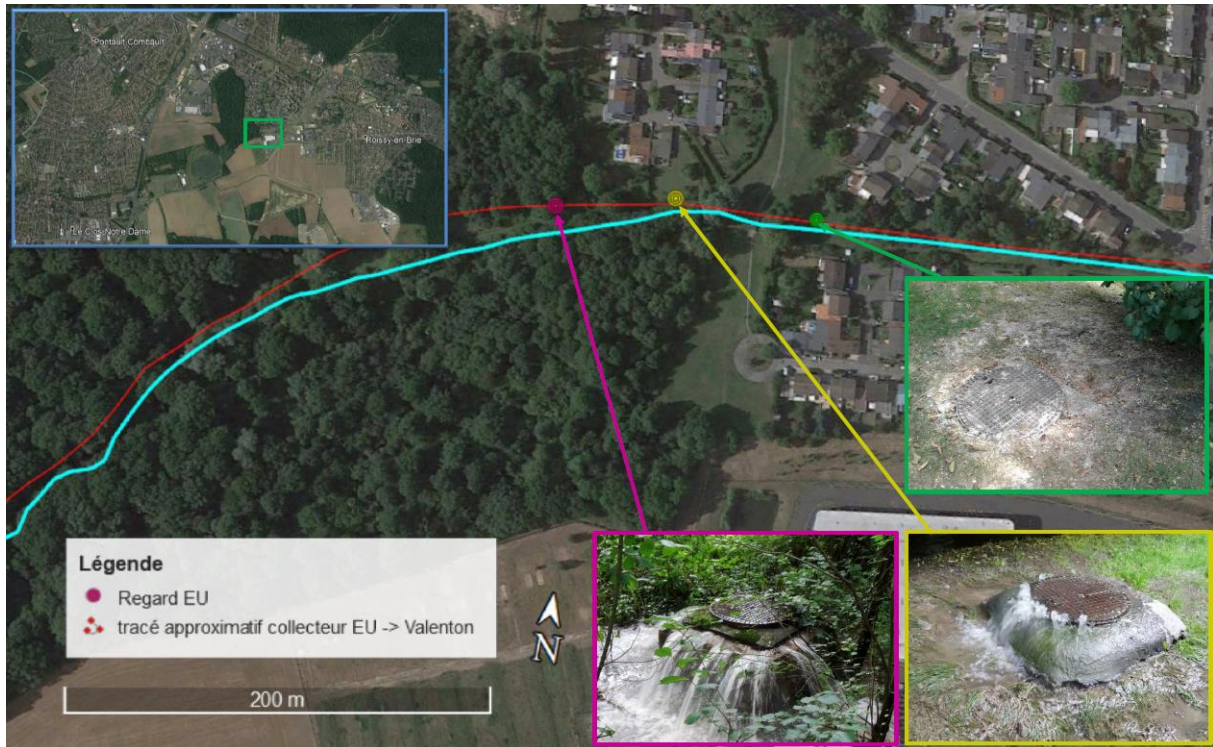 Pontault Combault
Roissy-en-Brie
Le Clos Notre Dame
Légende
Regard EU
tracé approximatif collecteur EU -> Valenton
N
200 m